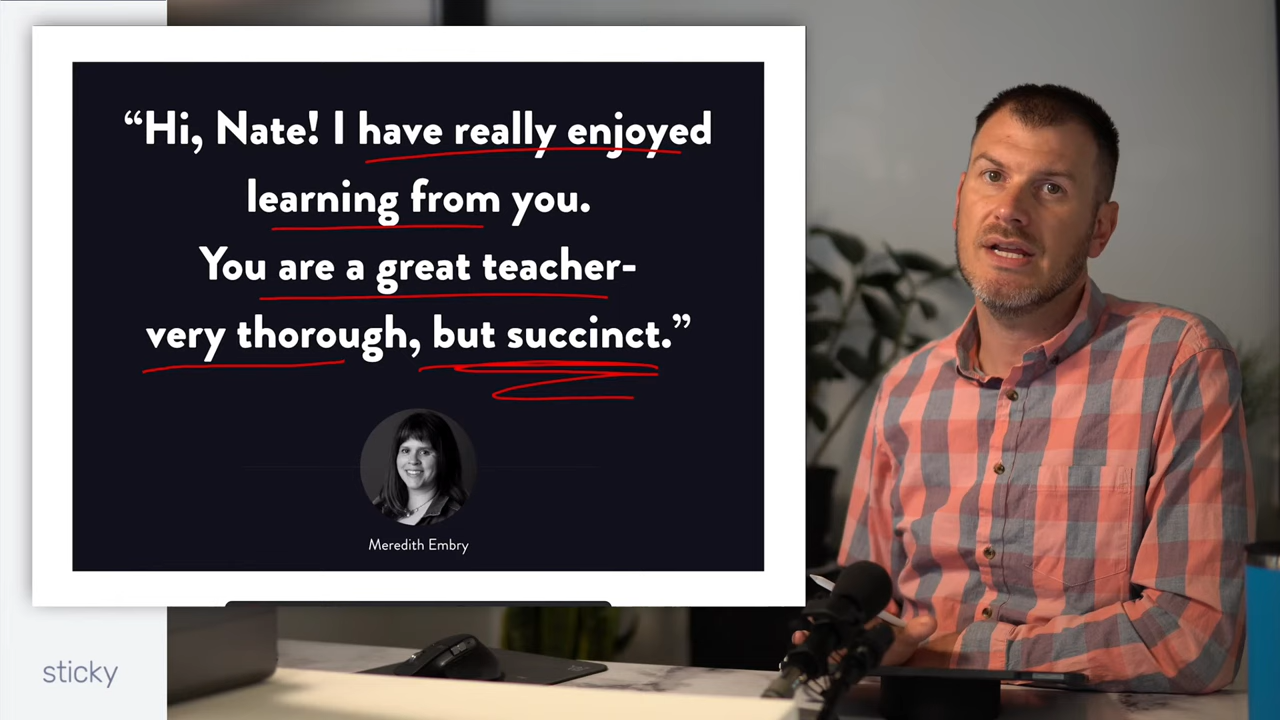 “Hi, Nate! I have really enjoyed
learning from you.
You are a great teacher-
very thorough, but succinct.”
Meredith Embry
sticky